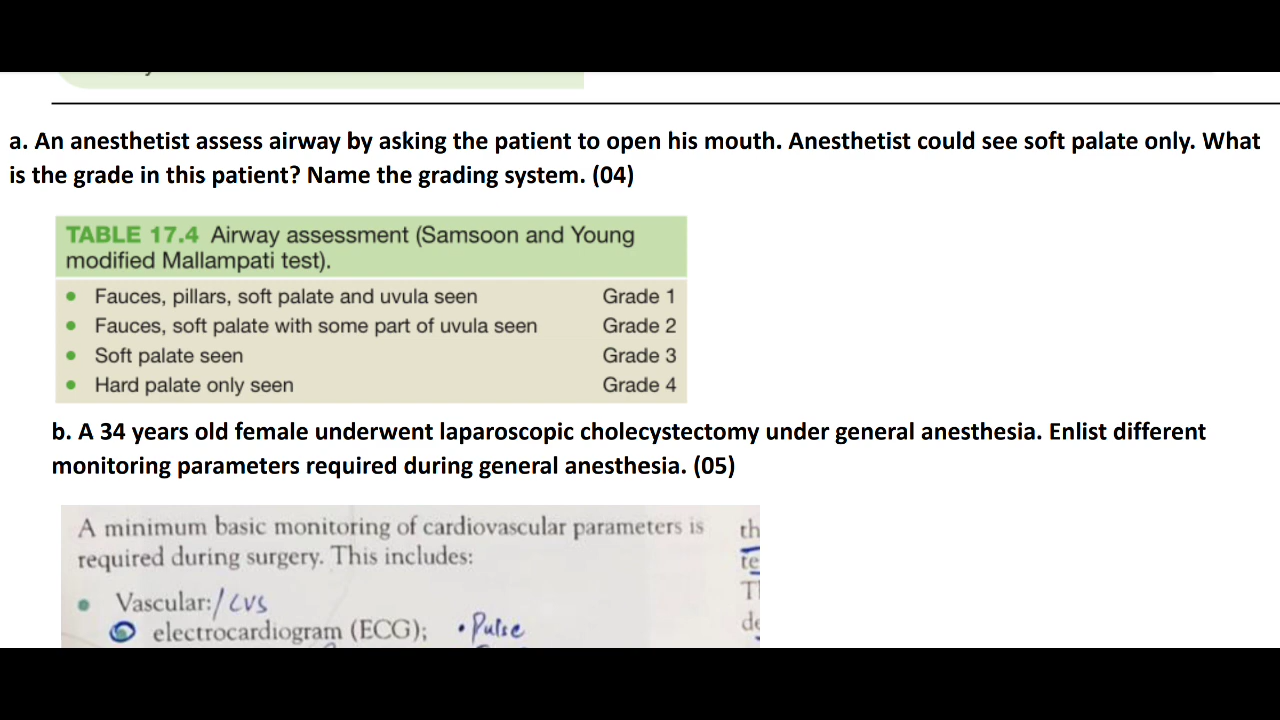 a. An anesthetist assess airway by asking the patient to open his mouth. Anesthetist could see soft palate only. What
is the grade in this patient? Name the grading system. (04)
TABLE 17.4 Airway assessment (Samsoon and Young
modified Mallampati test).
• Fauces, pillars, soft palate and uvula seen Grade 1
• Fauces, soft palate with some part of uvula seen Grade 2
• Soft palate seen Grade 3
• Hard palate only seen Grade 4
b. A 34 years old female underwent laparoscopic cholecystectomy under general anesthesia. Enlist different
monitoring parameters required during general anesthesia. (05)
A minimum basic monitoring of cardiovascular parameters is
required during surgery. This includes:
• Vascular:/CVS
electrocardiogram (ECG); • Pulse